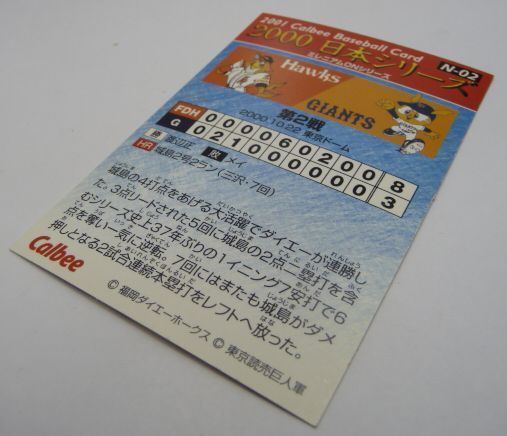 2001 Calbee Baseball Card
N-02
2000 日本シリーズ
ミレニアムONシリーズ
Hawks
GIANTS
第2戦
2000.10.22 東京ドーム
FDH 0 0 0 0 6 0 2 0 0 8
G 0 2 1 0 0 0 0 0 0 3
勝 渡辺正 敗 メイ
HR 城島2号2ラン(三沢・7回)
城島の4打点をあげる大活躍でダイエーが連勝し
た。3点リードされた5回に城島の2点二塁打を含
むシリーズ史上37年ぶりの1イニング7安打で6
点を奪い一気に逆転。7回にはまたも城島がダメ
押しとなる2試合連続本塁打をレフトへ放った。
Calbee
© 福岡ダイエーホークス © 東京読売巨人軍